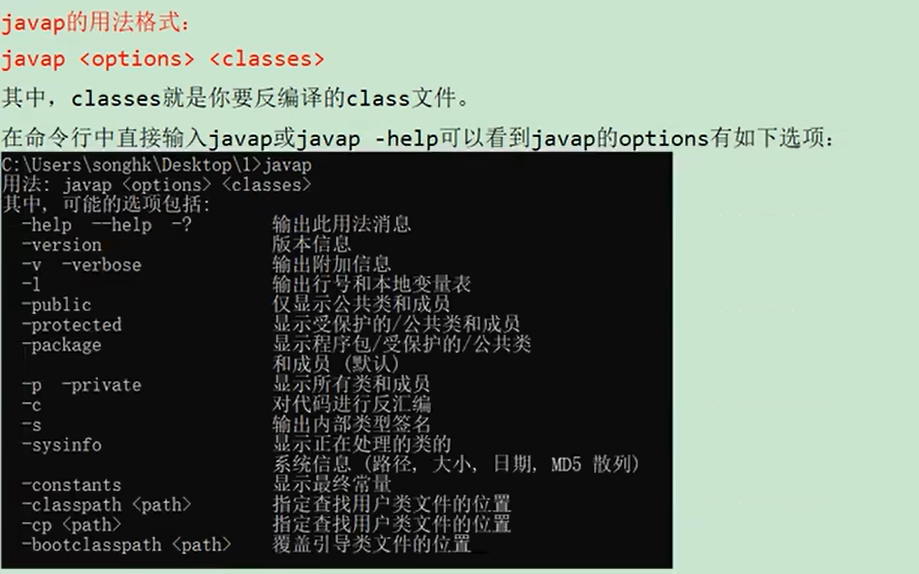 javap的用法格式：
javap <options> <classes>
其中，classes就是你要反编译的class文件。
在命令行中直接输入javap或javap -help可以看到javap的options有如下选项：
C:\Users\songhk\Desktop\1>javap
用法: javap <options> <classes>
其中, 可能的选项包括:
-help --help -? 输出此用法消息
-version 版本信息
-v -verbose 输出附加信息
-l 输出行号和本地变量表
-public 仅显示公共类和成员
-protected 显示受保护的/公共类和成员
-package 显示程序包/受保护的/公共类
和成员 (默认)
-p -private 显示所有类和成员
-c 对代码进行反汇编
-s 输出内部类型签名
-sysinfo 显示正在处理的类的
系统信息 (路径, 大小, 日期, MD5 散列)
-constants 显示最终常量
-classpath <path> 指定查找用户类文件的位置
-cp <path> 指定查找用户类文件的位置
-bootclasspath <path> 覆盖引导类文件的位置